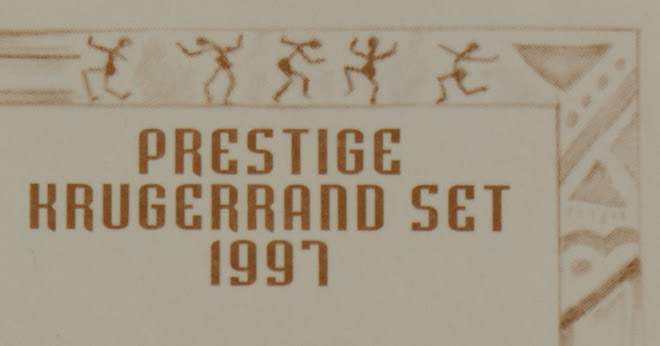 PRESTIGE
KRUGERRAND SET
1997